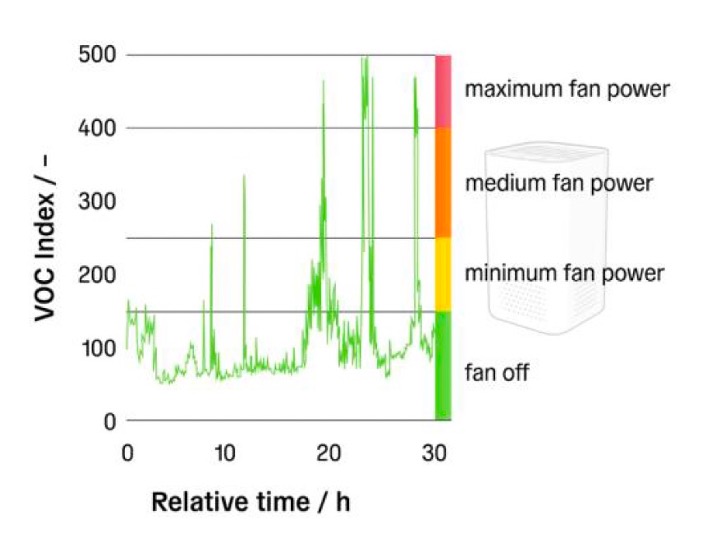 500
maximum fan power
400
300
medium fan power
VOC Index / -
200
minimum fan power
100
fan off
0
0 10 20 30
Relative time / h